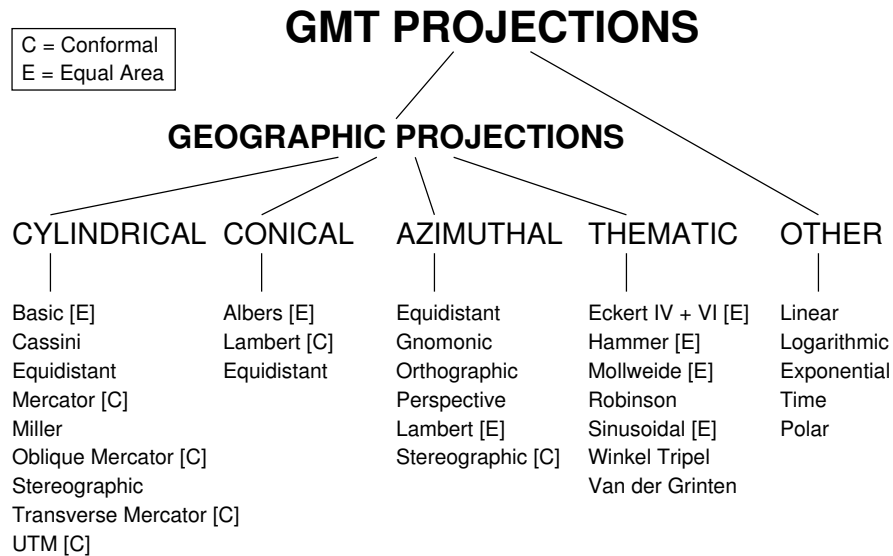 GMT PROJECTIONS
C = Conformal
E = Equal Area
GEOGRAPHIC PROJECTIONS
CYLINDRICAL
Basic [E]
Cassini
Equidistant
Mercator [C]
Miller
Oblique Mercator [C]
Stereographic
Transverse Mercator [C]
UTM [C]
CONICAL
Albers [E]
Lambert [C]
Equidistant
AZIMUTHAL
Equidistant
Gnomonic
Orthographic
Perspective
Lambert [E]
Stereographic [C]
THEMATIC
Eckert IV + VI [E]
Hammer [E]
Mollweide [E]
Robinson
Sinusoidal [E]
Winkel Tripel
Van der Grinten
OTHER
Linear
Logarithmic
Exponential
Time
Polar